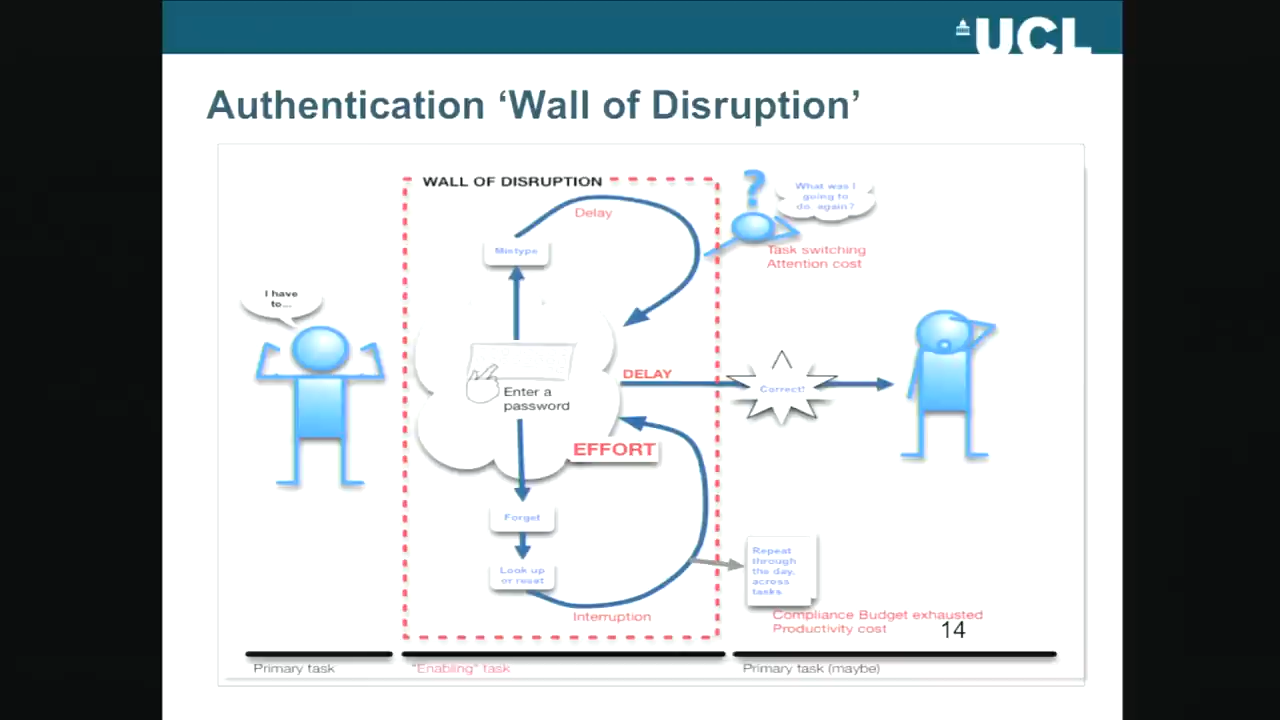 UCL
Authentication ‘Wall of Disruption’
WALL OF DISRUPTION
Delay
Mistype
?
What was I
going to
do again?
Task switching
Attention cost
I have
to...
Enter a
password
DELAY
Correct!
EFFORT
Forget
Look up
or reset
Interruption
Repeat
through
the day,
across
tasks
Compliance Budget exhausted
Productivity cost
14
Primary task
“Enabling” task
Primary task (maybe)